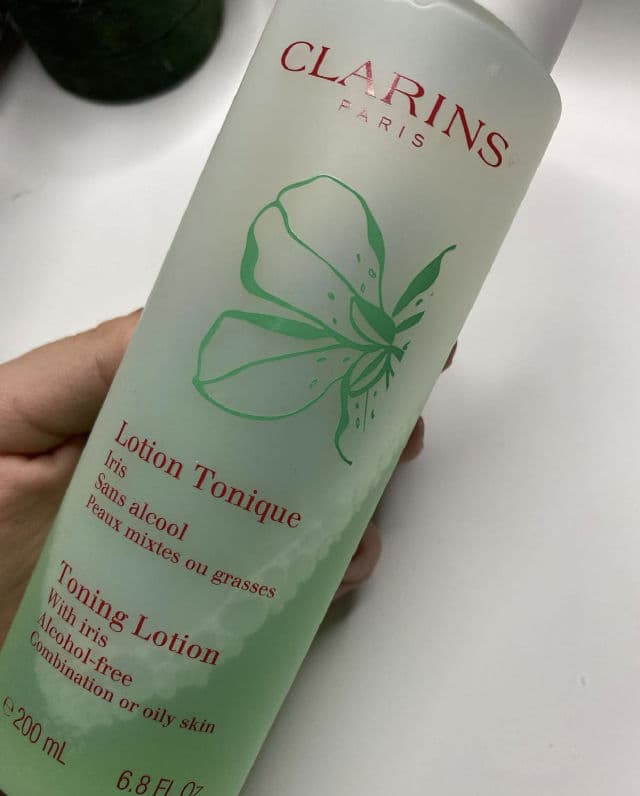 CLARINS
PARIS
Lotion Tonique
Iris
Sans alcool
Peaux mixtes ou grasses
Toning Lotion
With iris
Alcohol-free
Combination or oily skin
℮ 200 mL
6.8 Fl. Oz.